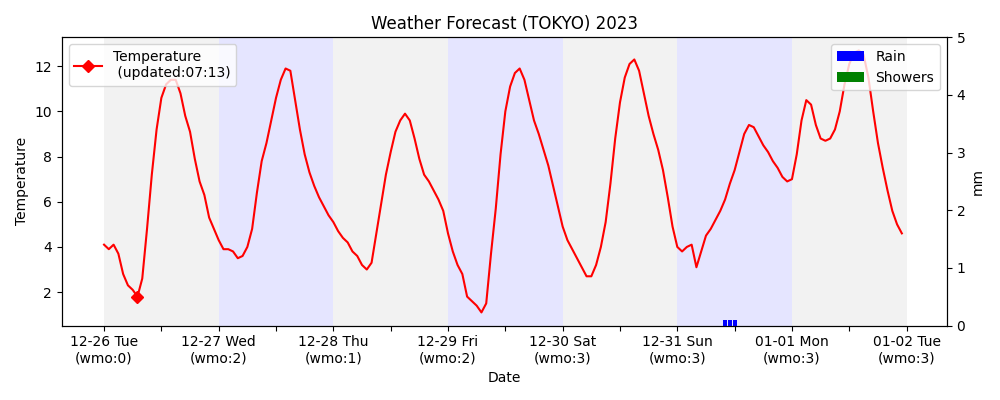 Weather Forecast (TOKYO) 2023
Temperature
(updated:07:13)
Rain
Showers
Temperature
12
10
8
6
4
2
5
4
3
2
1
0
mm
12-26 Tue
(wmo:0)
12-27 Wed
(wmo:2)
12-28 Thu
(wmo:1)
12-29 Fri
(wmo:2)
12-30 Sat
(wmo:3)
12-31 Sun
(wmo:3)
01-01 Mon
(wmo:3)
01-02 Tue
(wmo:3)
Date